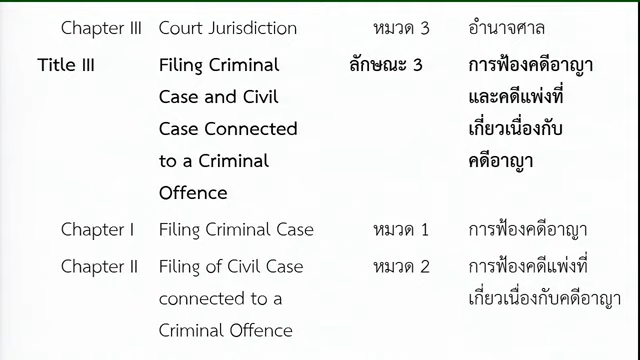 Chapter III Court Jurisdiction หมวด 3 อำนาจศาล
Title III Filing Criminal ลักษณะ 3 การฟ้องคดีอาญา
Case and Civil และคดีแพ่งที่
Case Connected เกี่ยวเนื่องกับ
to a Criminal คดีอาญา
Offence
Chapter I Filing Criminal Case หมวด 1 การฟ้องคดีอาญา
Chapter II Filing of Civil Case หมวด 2 การฟ้องคดีแพ่งที่
connected to a เกี่ยวเนื่องกับคดีอาญา
Criminal Offence